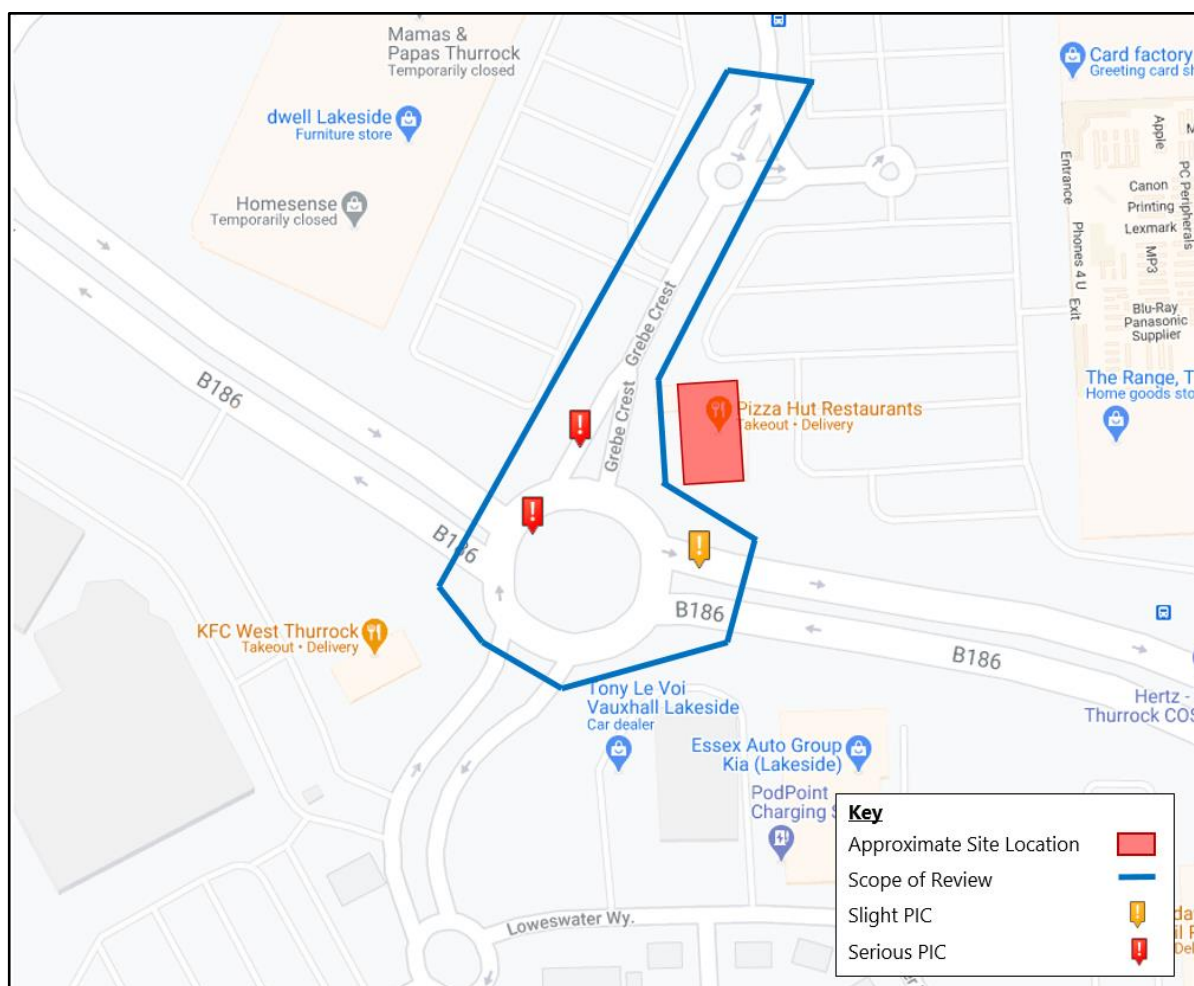 Mamas &
Papas Thurrock
Temporarily closed
dwell Lakeside
Furniture store
Homesense
Temporarily closed
Card factory
Greeting card
Apple
Entrance
Canon
Printing
Lexmark
PC Peripherals
MP3
Phones 4 U
Exit
Blu-Ray
Panasonic
Supplier
The Range, T
Home goods sto
Grebe Crest
Grebe Crest
Pizza Hut Restaurants
Takeout • Delivery
B186
B186
B186
B186
KFC West Thurrock
Takeout • Delivery
Tony Le Voi
Vauxhall Lakeside
Car dealer
Hertz -
Thurrock COS
Essex Auto Group
Kia (Lakeside)
PodPoint
Charging
Loweswater Wy.
Key
Approximate Site Location
Scope of Review
Slight PIC
Serious PIC